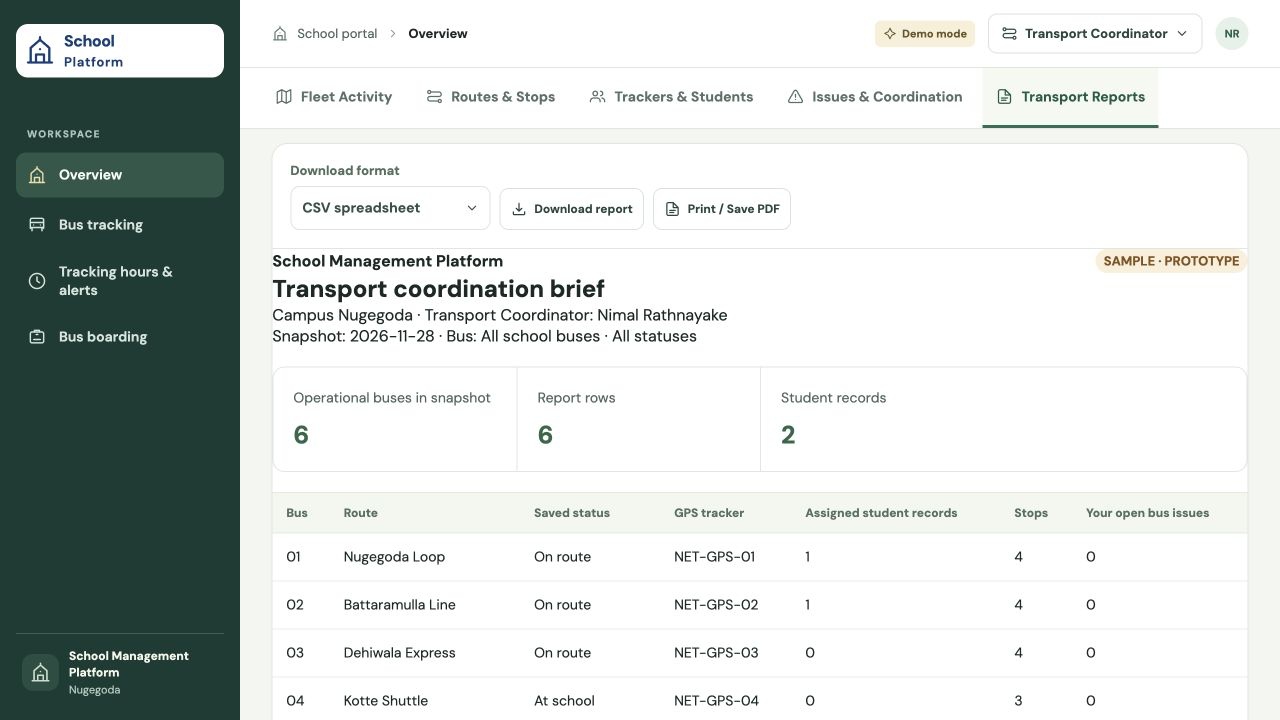 School
Platform
WORKSPACE
Overview
Bus tracking
Tracking hours &
alerts
Bus boarding
School Management
Platform
Nugegoda
School portal
Overview
Demo mode
Transport Coordinator
NR
Fleet Activity
Routes & Stops
Trackers & Students
Issues & Coordination
Transport Reports
Download format
CSV spreadsheet
Download report
Print / Save PDF
School Management Platform
SAMPLE · PROTOTYPE
Transport coordination brief
Campus Nugegoda · Transport Coordinator: Nimal Rathnayake
Snapshot: 2026-11-28 · Bus: All school buses · All statuses
Operational buses in snapshot
6
Report rows
6
Student records
2
Bus Route Saved status GPS tracker Assigned student records Stops Your open bus issues
01 Nugegoda Loop On route NET-GPS-01 1 4 0
02 Battaramulla Line On route NET-GPS-02 1 4 0
03 Dehiwala Express On route NET-GPS-03 0 4 0
04 Kotte Shuttle At school NET-GPS-04 0 3 0